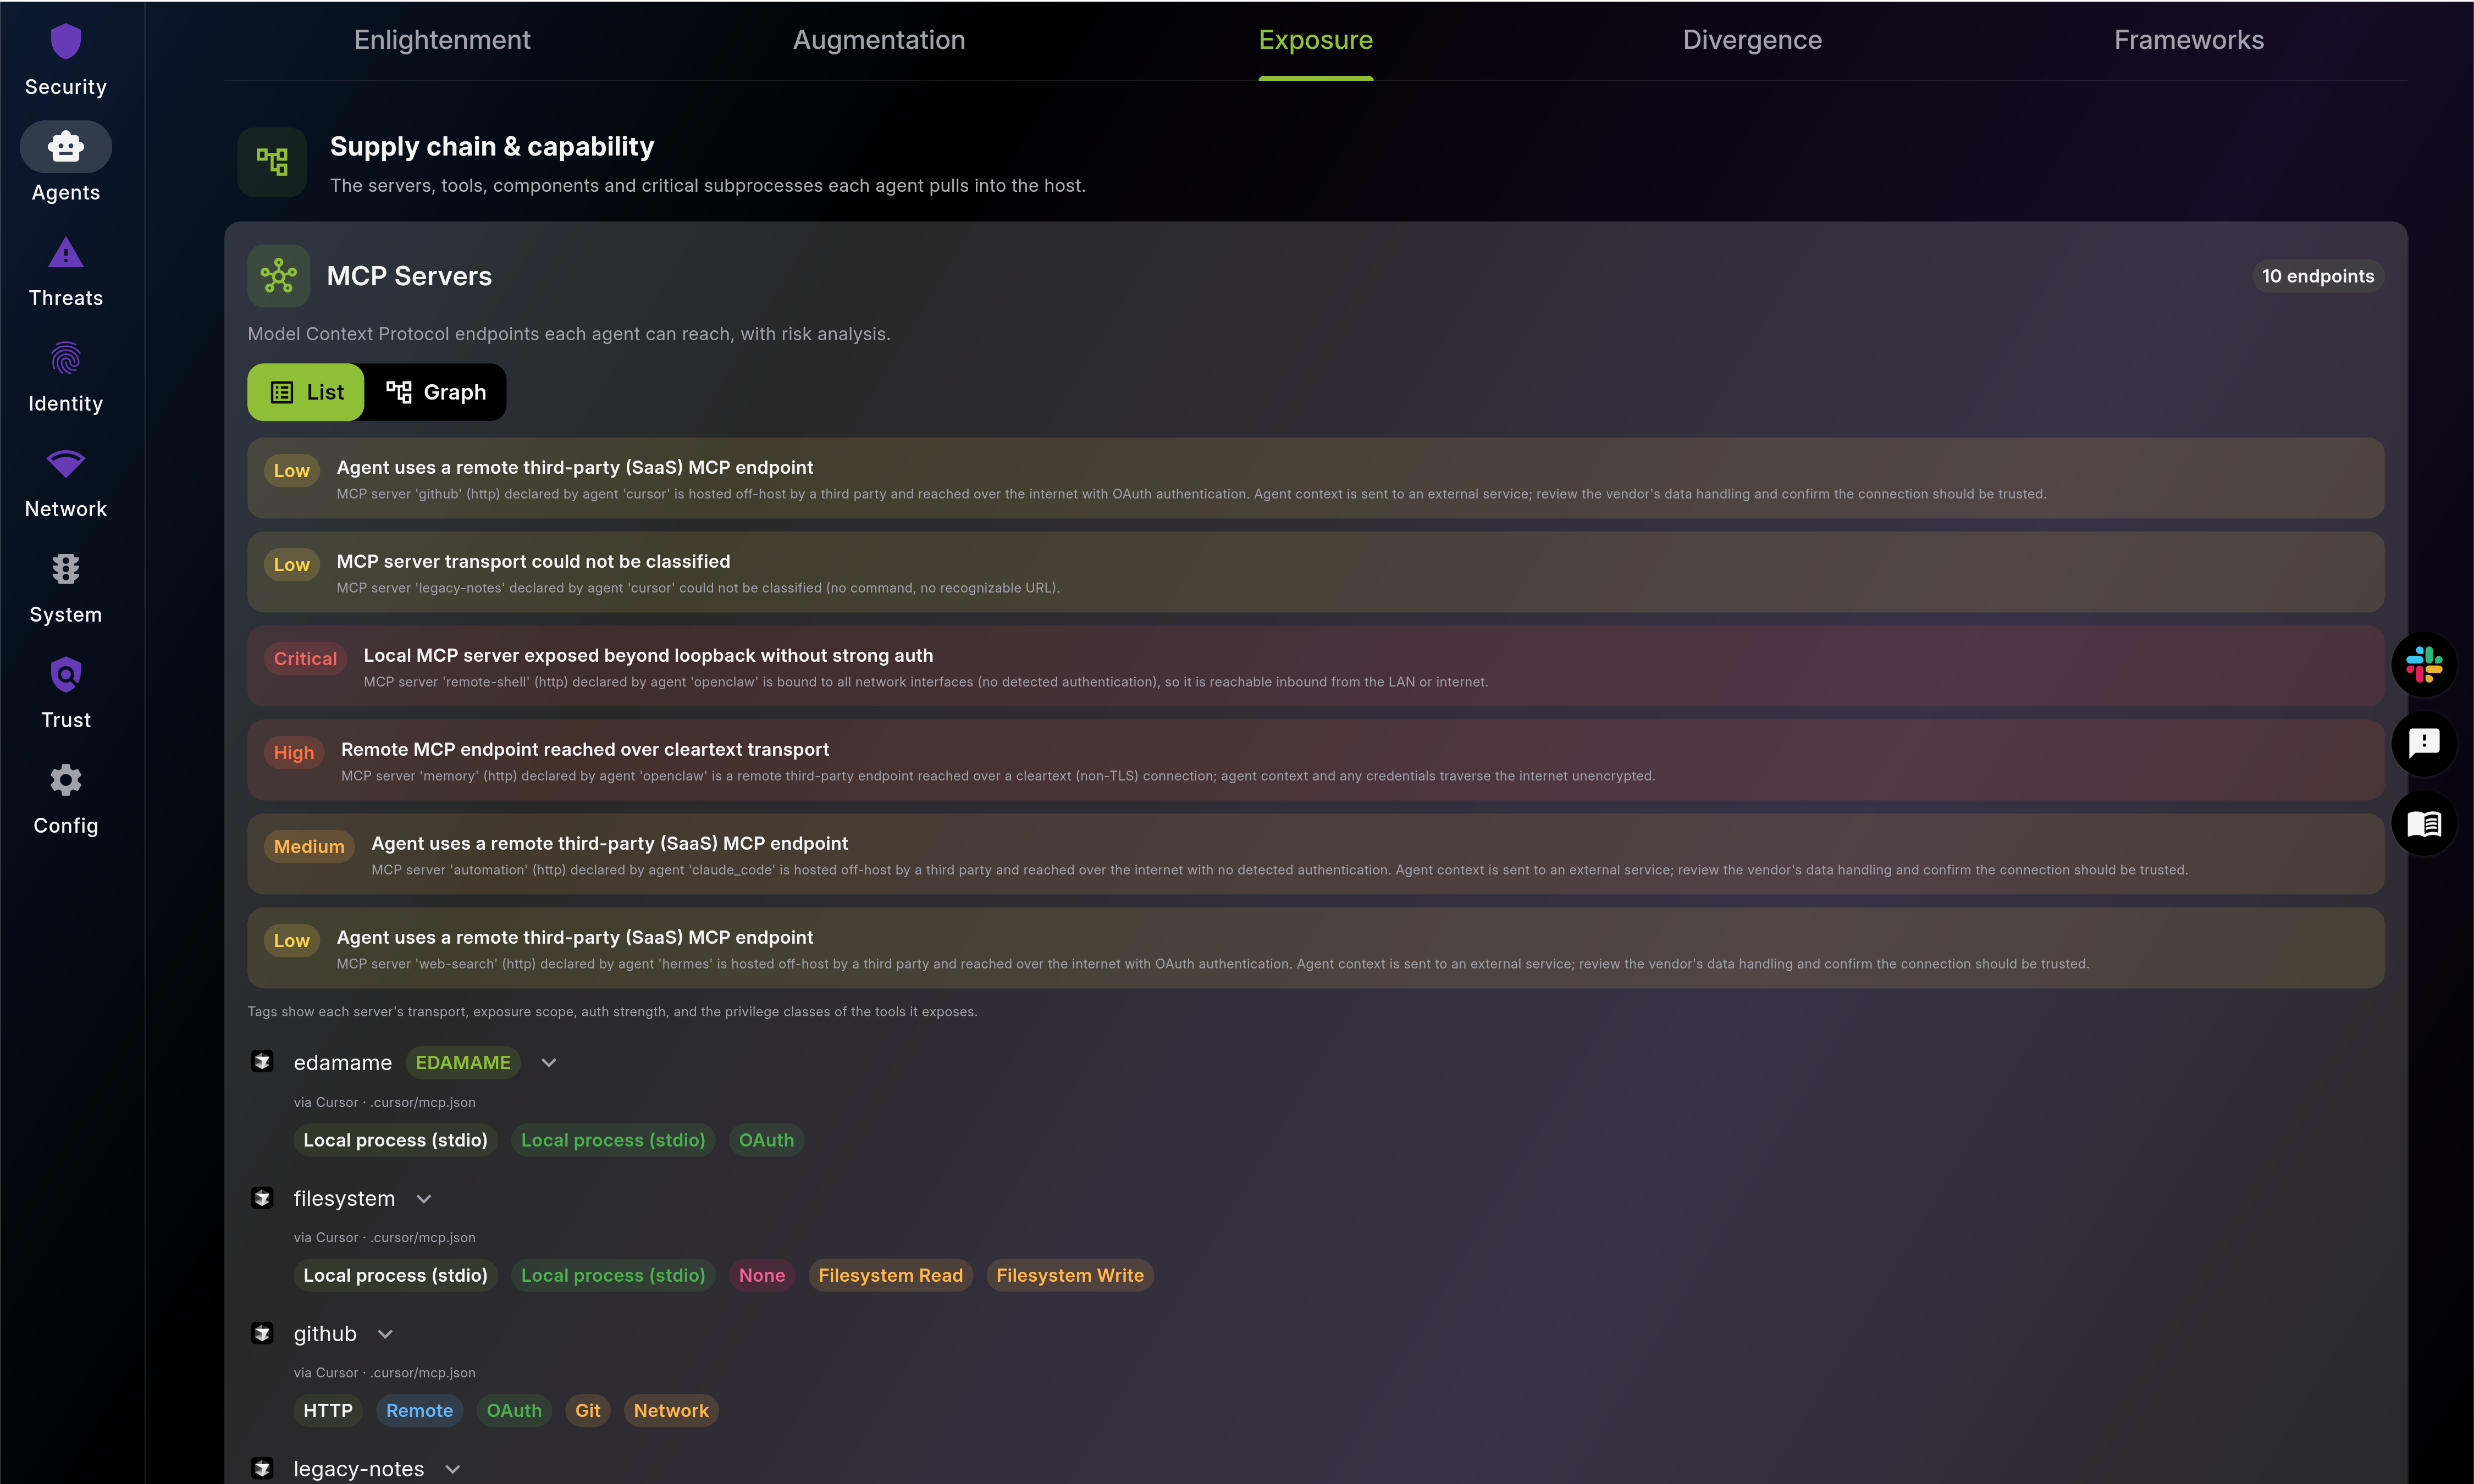 Security
Agents
Threats
Identity
Network
System
Trust
Config
Enlightenment
Augmentation
Exposure
Divergence
Frameworks
Supply chain & capability
The servers, tools, components and critical subprocesses each agent pulls into the host.
MCP Servers
10 endpoints
Model Context Protocol endpoints each agent can reach, with risk analysis.
List
Graph
Low
Agent uses a remote third-party (SaaS) MCP endpoint
MCP server 'github' (http) declared by agent 'cursor' is hosted off-host by a third party and reached over the internet with OAuth authentication. Agent context is sent to an external service; review the vendor's data handling and confirm the connection should be trusted.
Low
MCP server transport could not be classified
MCP server 'legacy-notes' declared by agent 'cursor' could not be classified (no command, no recognizable URL).
Critical
Local MCP server exposed beyond loopback without strong auth
MCP server 'remote-shell' (http) declared by agent 'openclaw' is bound to all network interfaces (no detected authentication), so it is reachable inbound from the LAN or internet.
High
Remote MCP endpoint reached over cleartext transport
MCP server 'memory' (http) declared by agent 'openclaw' is a remote third-party endpoint reached over a cleartext (non-TLS) connection; agent context and any credentials traverse the internet unencrypted.
Medium
Agent uses a remote third-party (SaaS) MCP endpoint
MCP server 'automation' (http) declared by agent 'claude_code' is hosted off-host by a third party and reached over the internet with no detected authentication. Agent context is sent to an external service; review the vendor's data handling and confirm the connection should be trusted.
Low
Agent uses a remote third-party (SaaS) MCP endpoint
MCP server 'web-search' (http) declared by agent 'hermes' is hosted off-host by a third party and reached over the internet with OAuth authentication. Agent context is sent to an external service; review the vendor's data handling and confirm the connection should be trusted.
Tags show each server's transport, exposure scope, auth strength, and the privilege classes of the tools it exposes.
edamame EDAMAME
via Cursor · .cursor/mcp.json
Local process (stdio) Local process (stdio) OAuth
filesystem
via Cursor · .cursor/mcp.json
Local process (stdio) Local process (stdio) None Filesystem Read Filesystem Write
github
via Cursor · .cursor/mcp.json
HTTP Remote OAuth Git Network
legacy-notes